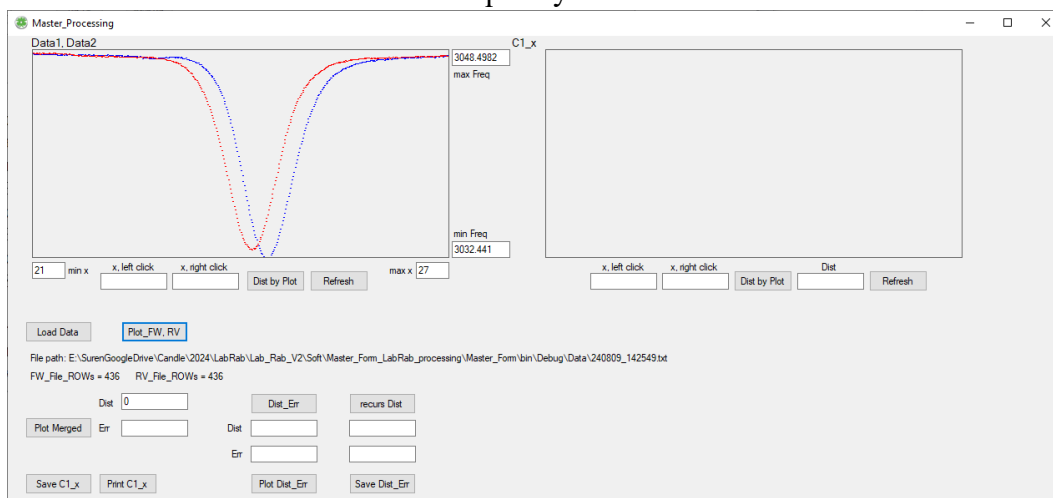 Master_Processing
Data1, Data2
C1_x
3048.4982
max Freq
min Freq
3032.441
21 min x x, left click x, right click Dist by Plot Refresh max x 27
x, left click x, right click Dist by Plot Dist Refresh
Load Data Plot_FW, RV
File path: E:\SurenGoogleDrive\Candle\2024\LabRab\Lab_Rab_V2\Soft\Master_Form_LabRab_processing\Master_Form\bin\Debug\Data\240809_142549.txt
FW_File_ROWs = 436 RV_File_ROWs = 436
Dist 0 Dist_Err recurs Dist
Plot Merged Err Dist
Err
Save C1_x Print C1_x Plot Dist_Err Save Dist_Err